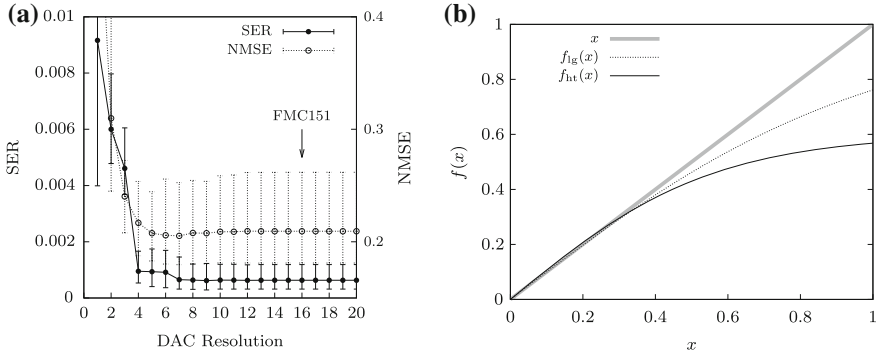 (a)
0.01
0.008
0.006
0.004
0.002
0
SER
0.4
0.3
0.2
0.1
NMSE
SER
NMSE
FMC151
0 2 4 6 8 10 12 14 16 18 20
DAC Resolution
(b)
1
0.8
0.6
0.4
0.2
0
f(x)
x
f_lg(x)
f_ht(x)
0 0.2 0.4 0.6 0.8 1
x